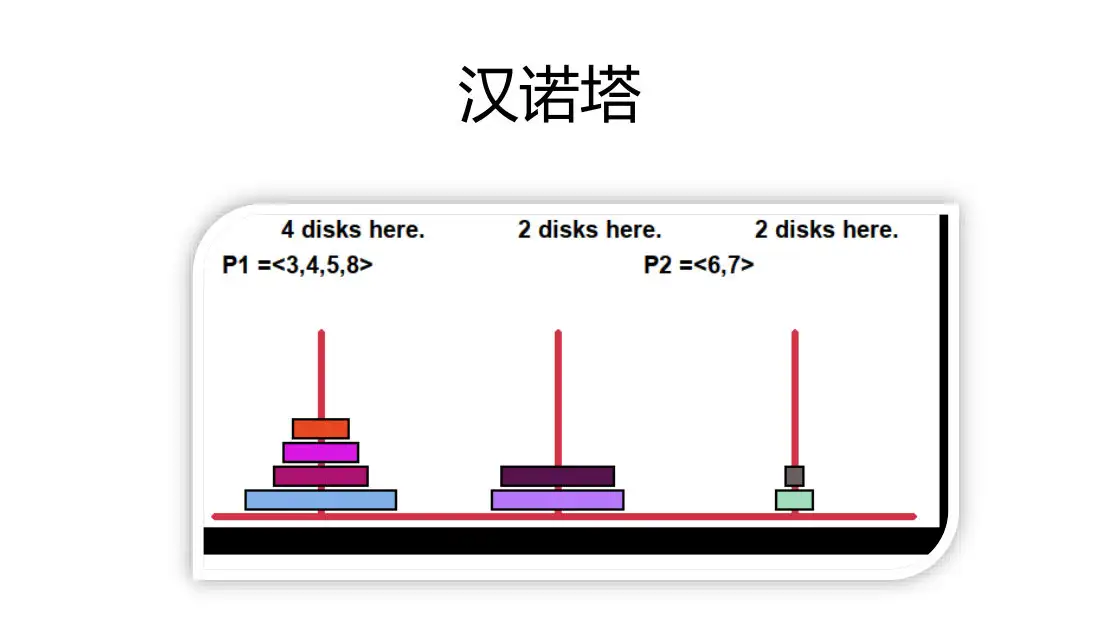 汉诺塔
4 disks here. 2 disks here. 2 disks here.
P1 =<3,4,5,8> P2 =<6,7>